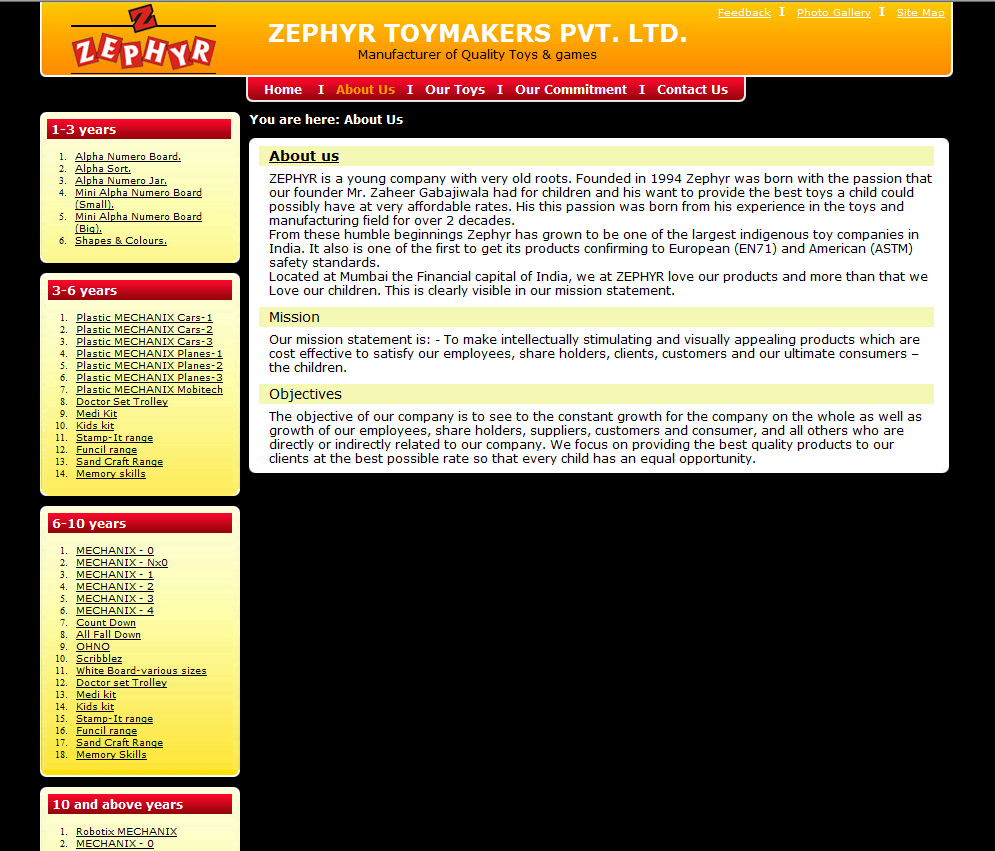 Z
ZEPHYR
ZEPHYR TOYMAKERS PVT. LTD.
Manufacturer of Quality Toys & games
Feedback I Photo Gallery I Site Map
Home I About Us I Our Toys I Our Commitment I Contact Us
1-3 years
1. Alpha Numero Board.
2. Alpha Sort.
3. Alpha Numero Jar.
4. Mini Alpha Numero Board
(Small).
5. Mini Alpha Numero Board
(Big).
6. Shapes & Colours.
3-6 years
1. Plastic MECHANIX Cars-1
2. Plastic MECHANIX Cars-2
3. Plastic MECHANIX Cars-3
4. Plastic MECHANIX Planes-1
5. Plastic MECHANIX Planes-2
6. Plastic MECHANIX Planes-3
7. Plastic MECHANIX Mobitech
8. Doctor Set Trolley
9. Medi Kit
10. Kids kit
11. Stamp-It range
12. Funcil range
13. Sand Craft Range
14. Memory skills
6-10 years
1. MECHANIX - 0
2. MECHANIX - Nx0
3. MECHANIX - 1
4. MECHANIX - 2
5. MECHANIX - 3
6. MECHANIX - 4
7. Count Down
8. All Fall Down
9. OHNO
10. Scribblez
11. White Board-various sizes
12. Doctor set Trolley
13. Medi kit
14. Kids kit
15. Stamp-It range
16. Funcil range
17. Sand Craft Range
18. Memory Skills
10 and above years
1. Robotix MECHANIX
2. MECHANIX - 0
You are here: About Us
About us
ZEPHYR is a young company with very old roots. Founded in 1994 Zephyr was born with the passion that
our founder Mr. Zaheer Gabajiwala had for children and his want to provide the best toys a child could
possibly have at very affordable rates. His this passion was born from his experience in the toys and
manufacturing field for over 2 decades.
From these humble beginnings Zephyr has grown to be one of the largest indigenous toy companies in
India. It also is one of the first to get its products confirming to European (EN71) and American (ASTM)
safety standards.
Located at Mumbai the Financial capital of India, we at ZEPHYR love our products and more than that we
Love our children. This is clearly visible in our mission statement.
Mission
Our mission statement is: - To make intellectually stimulating and visually appealing products which are
cost effective to satisfy our employees, share holders, clients, customers and our ultimate consumers –
the children.
Objectives
The objective of our company is to see to the constant growth for the company on the whole as well as
growth of our employees, share holders, suppliers, customers and consumer, and all others who are
directly or indirectly related to our company. We focus on providing the best quality products to our
clients at the best possible rate so that every child has an equal opportunity.